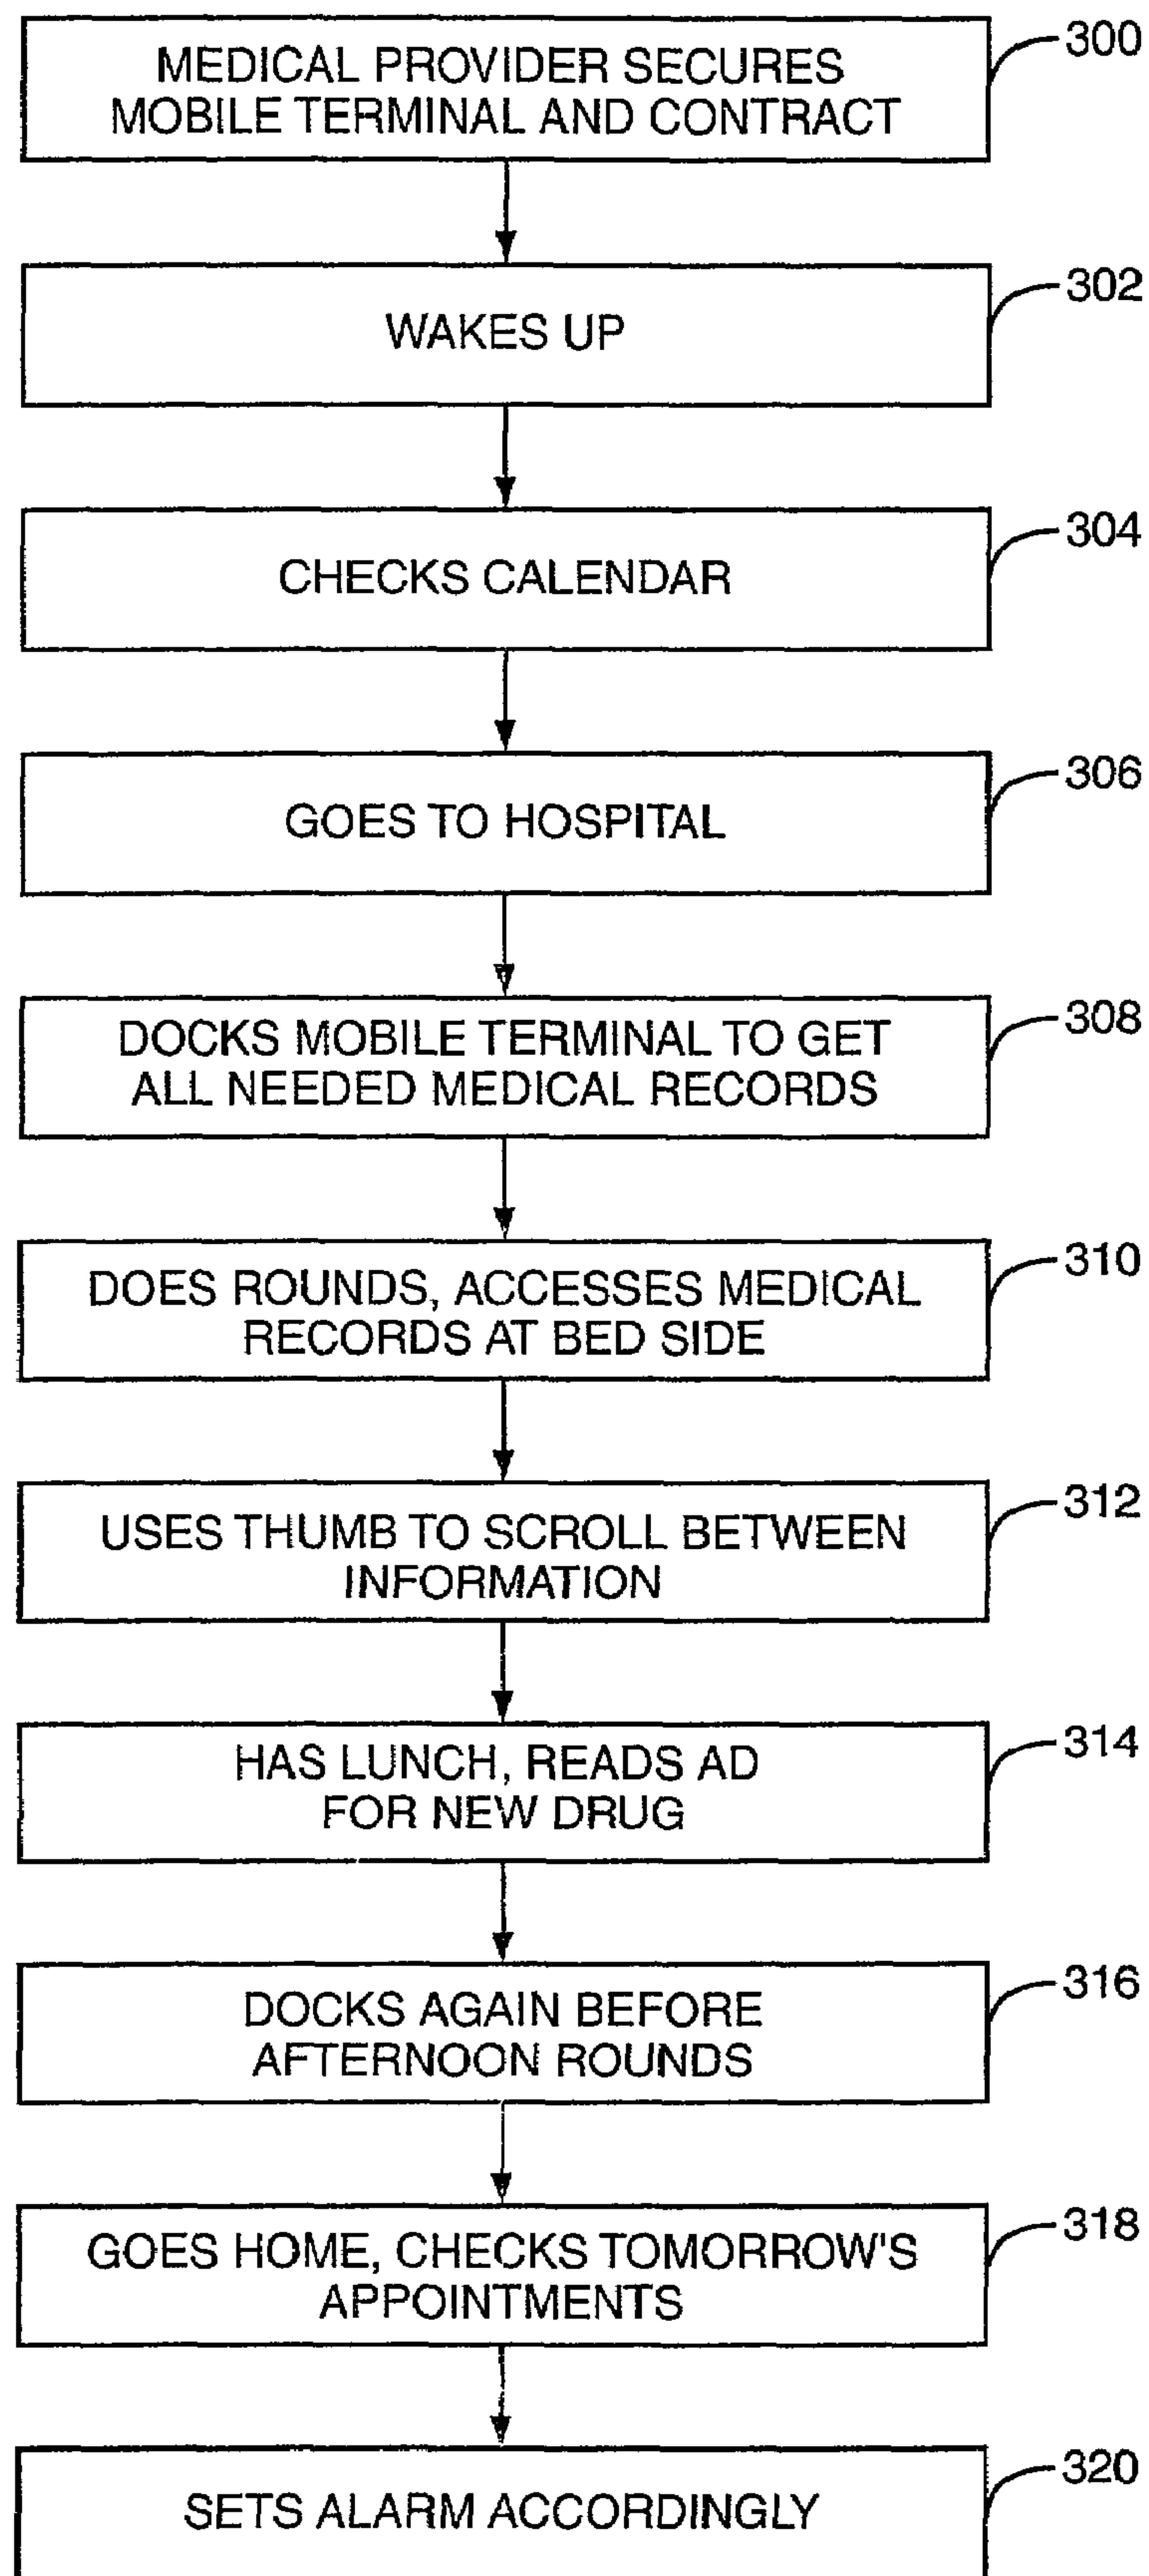 MEDICAL PROVIDER SECURES
MOBILE TERMINAL AND CONTRACT
300
WAKES UP
302
CHECKS CALENDAR
304
GOES TO HOSPITAL
306
DOCKS MOBILE TERMINAL TO GET
ALL NEEDED MEDICAL RECORDS
308
DOES ROUNDS, ACCESSES MEDICAL
RECORDS AT BED SIDE
310
USES THUMB TO SCROLL BETWEEN
INFORMATION
312
HAS LUNCH, READS AD
FOR NEW DRUG
314
DOCKS AGAIN BEFORE
AFTERNOON ROUNDS
316
GOES HOME, CHECKS TOMORROW'S
APPOINTMENTS
318
SETS ALARM ACCORDINGLY
320